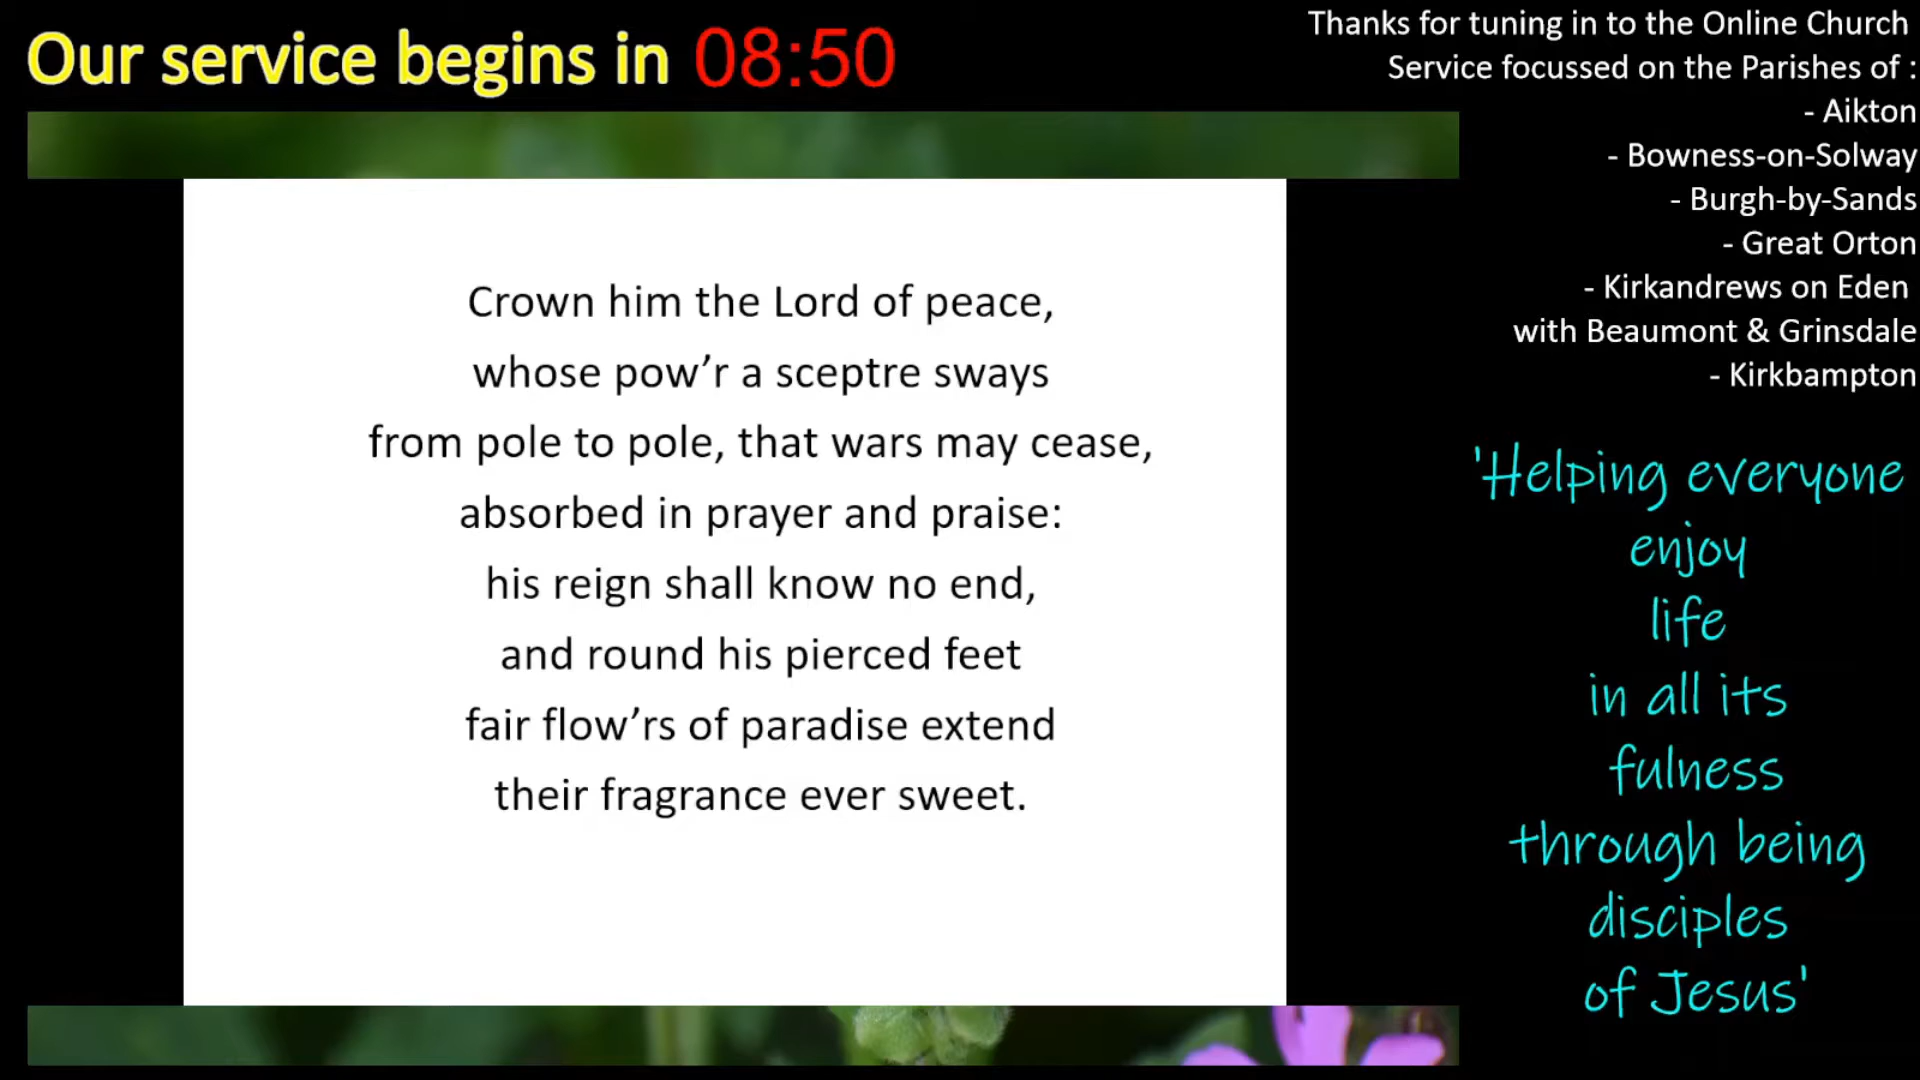 Our service begins in 08:50
Thanks for tuning in to the Online Church
Service focussed on the Parishes of :
- Aikton
- Bowness-on-Solway
- Burgh-by-Sands
- Great Orton
- Kirkandrews on Eden
with Beaumont & Grinsdale
- Kirkbampton
Crown him the Lord of peace,
whose pow’r a sceptre sways
from pole to pole, that wars may cease,
absorbed in prayer and praise:
his reign shall know no end,
and round his pierced feet
fair flow’rs of paradise extend
their fragrance ever sweet.
'Helping everyone
enjoy
life
in all its
fulness
through being
disciples
of Jesus'